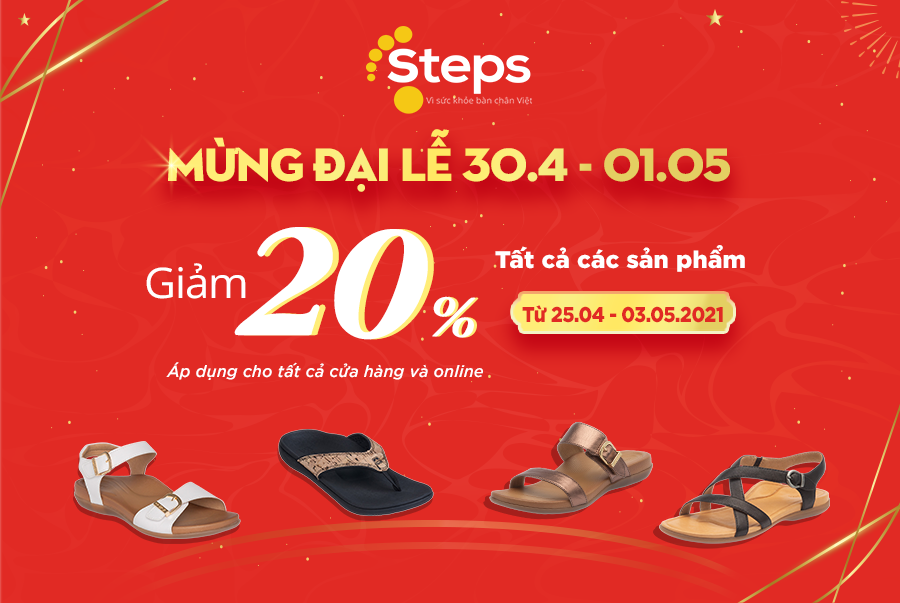 Steps
Vì sức khỏe bàn chân Việt
MỪNG ĐẠI LỄ 30.4 - 01.05
Giảm 20%
Tất cả các sản phẩm
Từ 25.04 - 03.05.2021
Áp dụng cho tất cả cửa hàng và online .